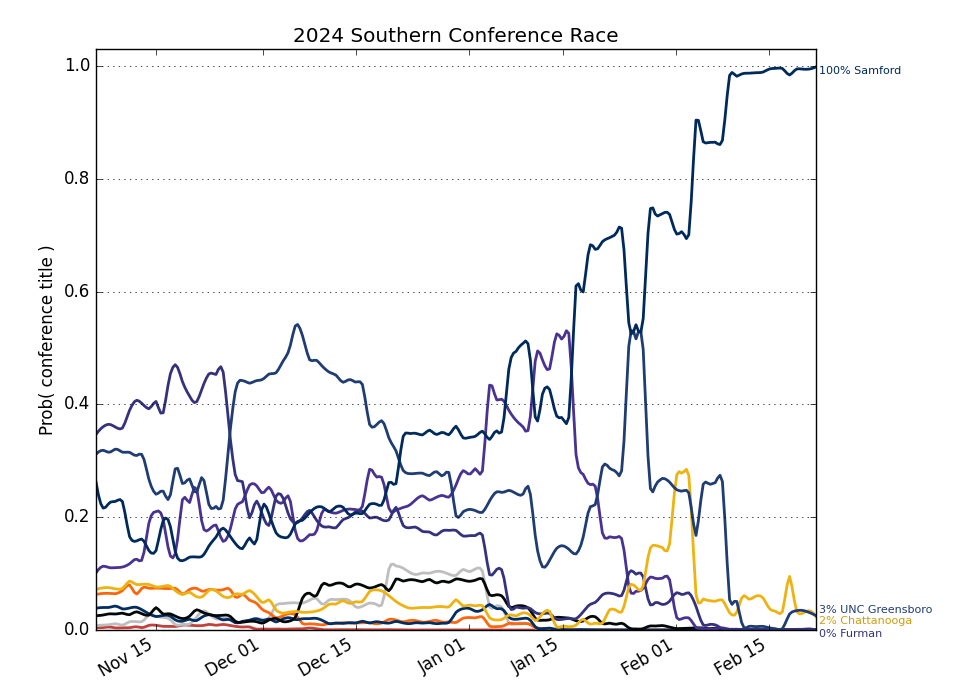 2024 Southern Conference Race
Prob( conference title )
1.0
0.8
0.6
0.4
0.2
0.0
Nov 15
Dec 01
Dec 15
Jan 01
Jan 15
Feb 01
Feb 15
100% Samford
3% UNC Greensboro
2% Chattanooga
0% Furman